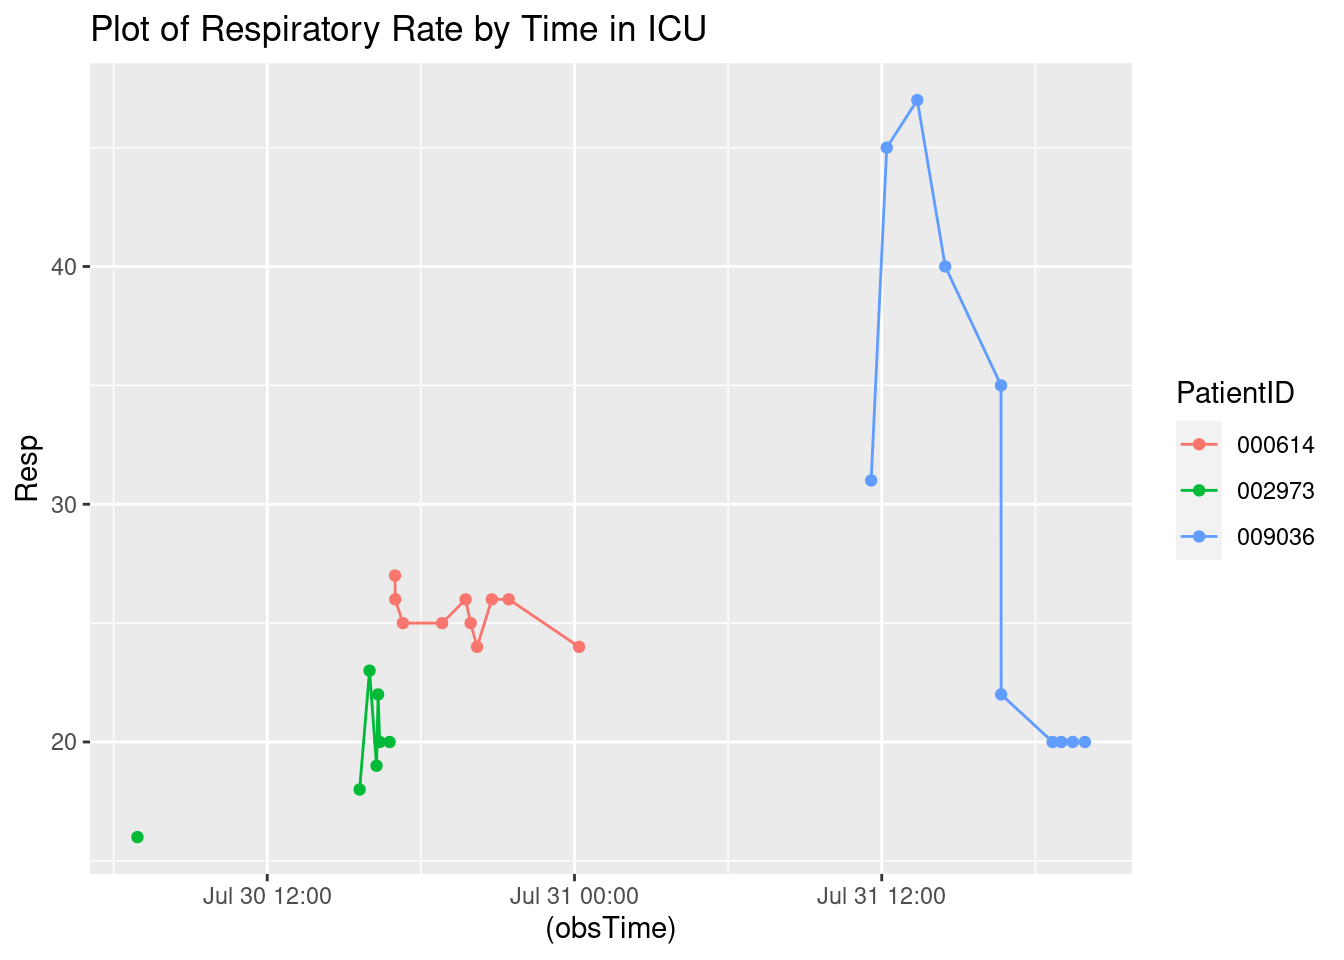 Plot of Respiratory Rate by Time in ICU
Resp
40
30
20
Jul 30 12:00
Jul 31 00:00
Jul 31 12:00
(obsTime)
PatientID
000614
002973
009036